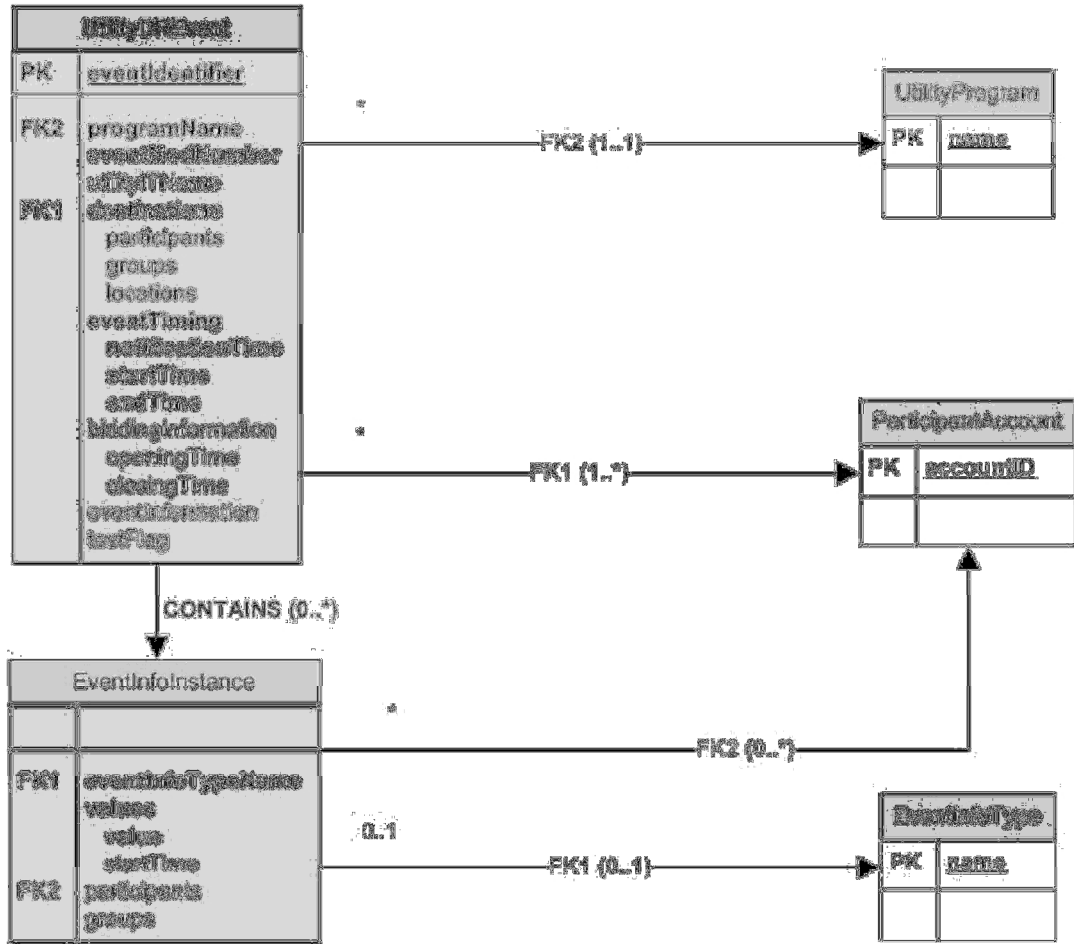 UtilityDREvent
PK eventIdentifier
FK2 programName
eventModNumber
utilityITName
FK1 destinations
participants
groups
locations
eventTiming
notificationTime
startTime
endTime
biddingInformation
openingTime
closingTime
eventInformation
testFlag
*
FK2 (1..1)
UtilityProgram
PK name
*
FK1 (1..*)
ParticipantAccount
PK accountID
CONTAINS (0..*)
EventInfoInstance
FK1 eventInfoTypeName
values
value
startTime
FK2 participants
groups
*
FK2 (0..*)
0..1
FK1 (0..1)
EventInfoType
PK name